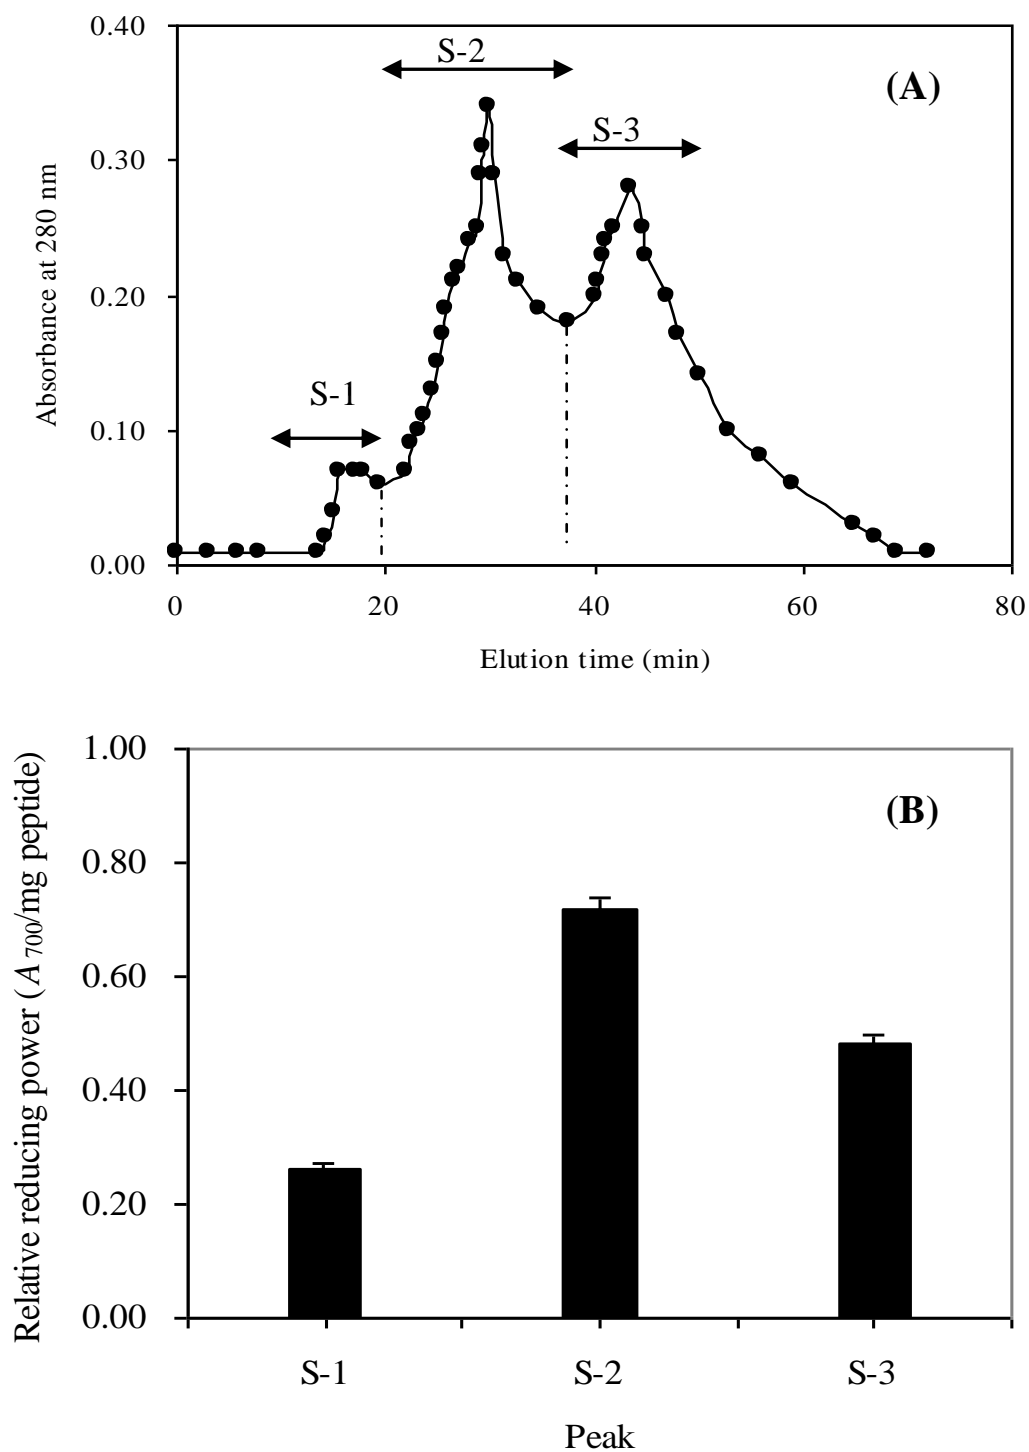 0.40
S-2
(A)
S-3
0.30
Absorbance at 280 nm
0.20
S-1
0.10
0.00
0 20 40 60 80
Elution time (min)
1.00
(B)
0.80
Relative reducing power (A 700/mg peptide)
0.60
0.40
0.20
0.00
S-1 S-2 S-3
Peak